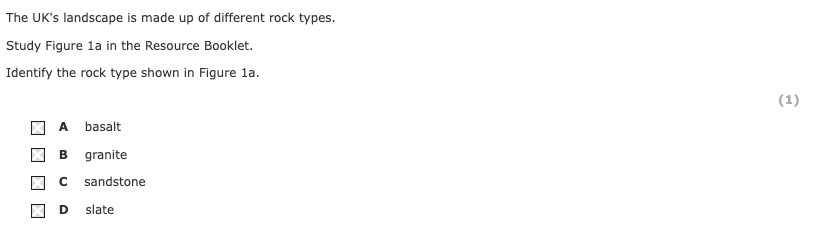 The UK's landscape is made up of different rock types.
Study Figure 1a in the Resource Booklet.
Identify the rock type shown in Figure 1a.
(1)
A basalt
B granite
C sandstone
D slate